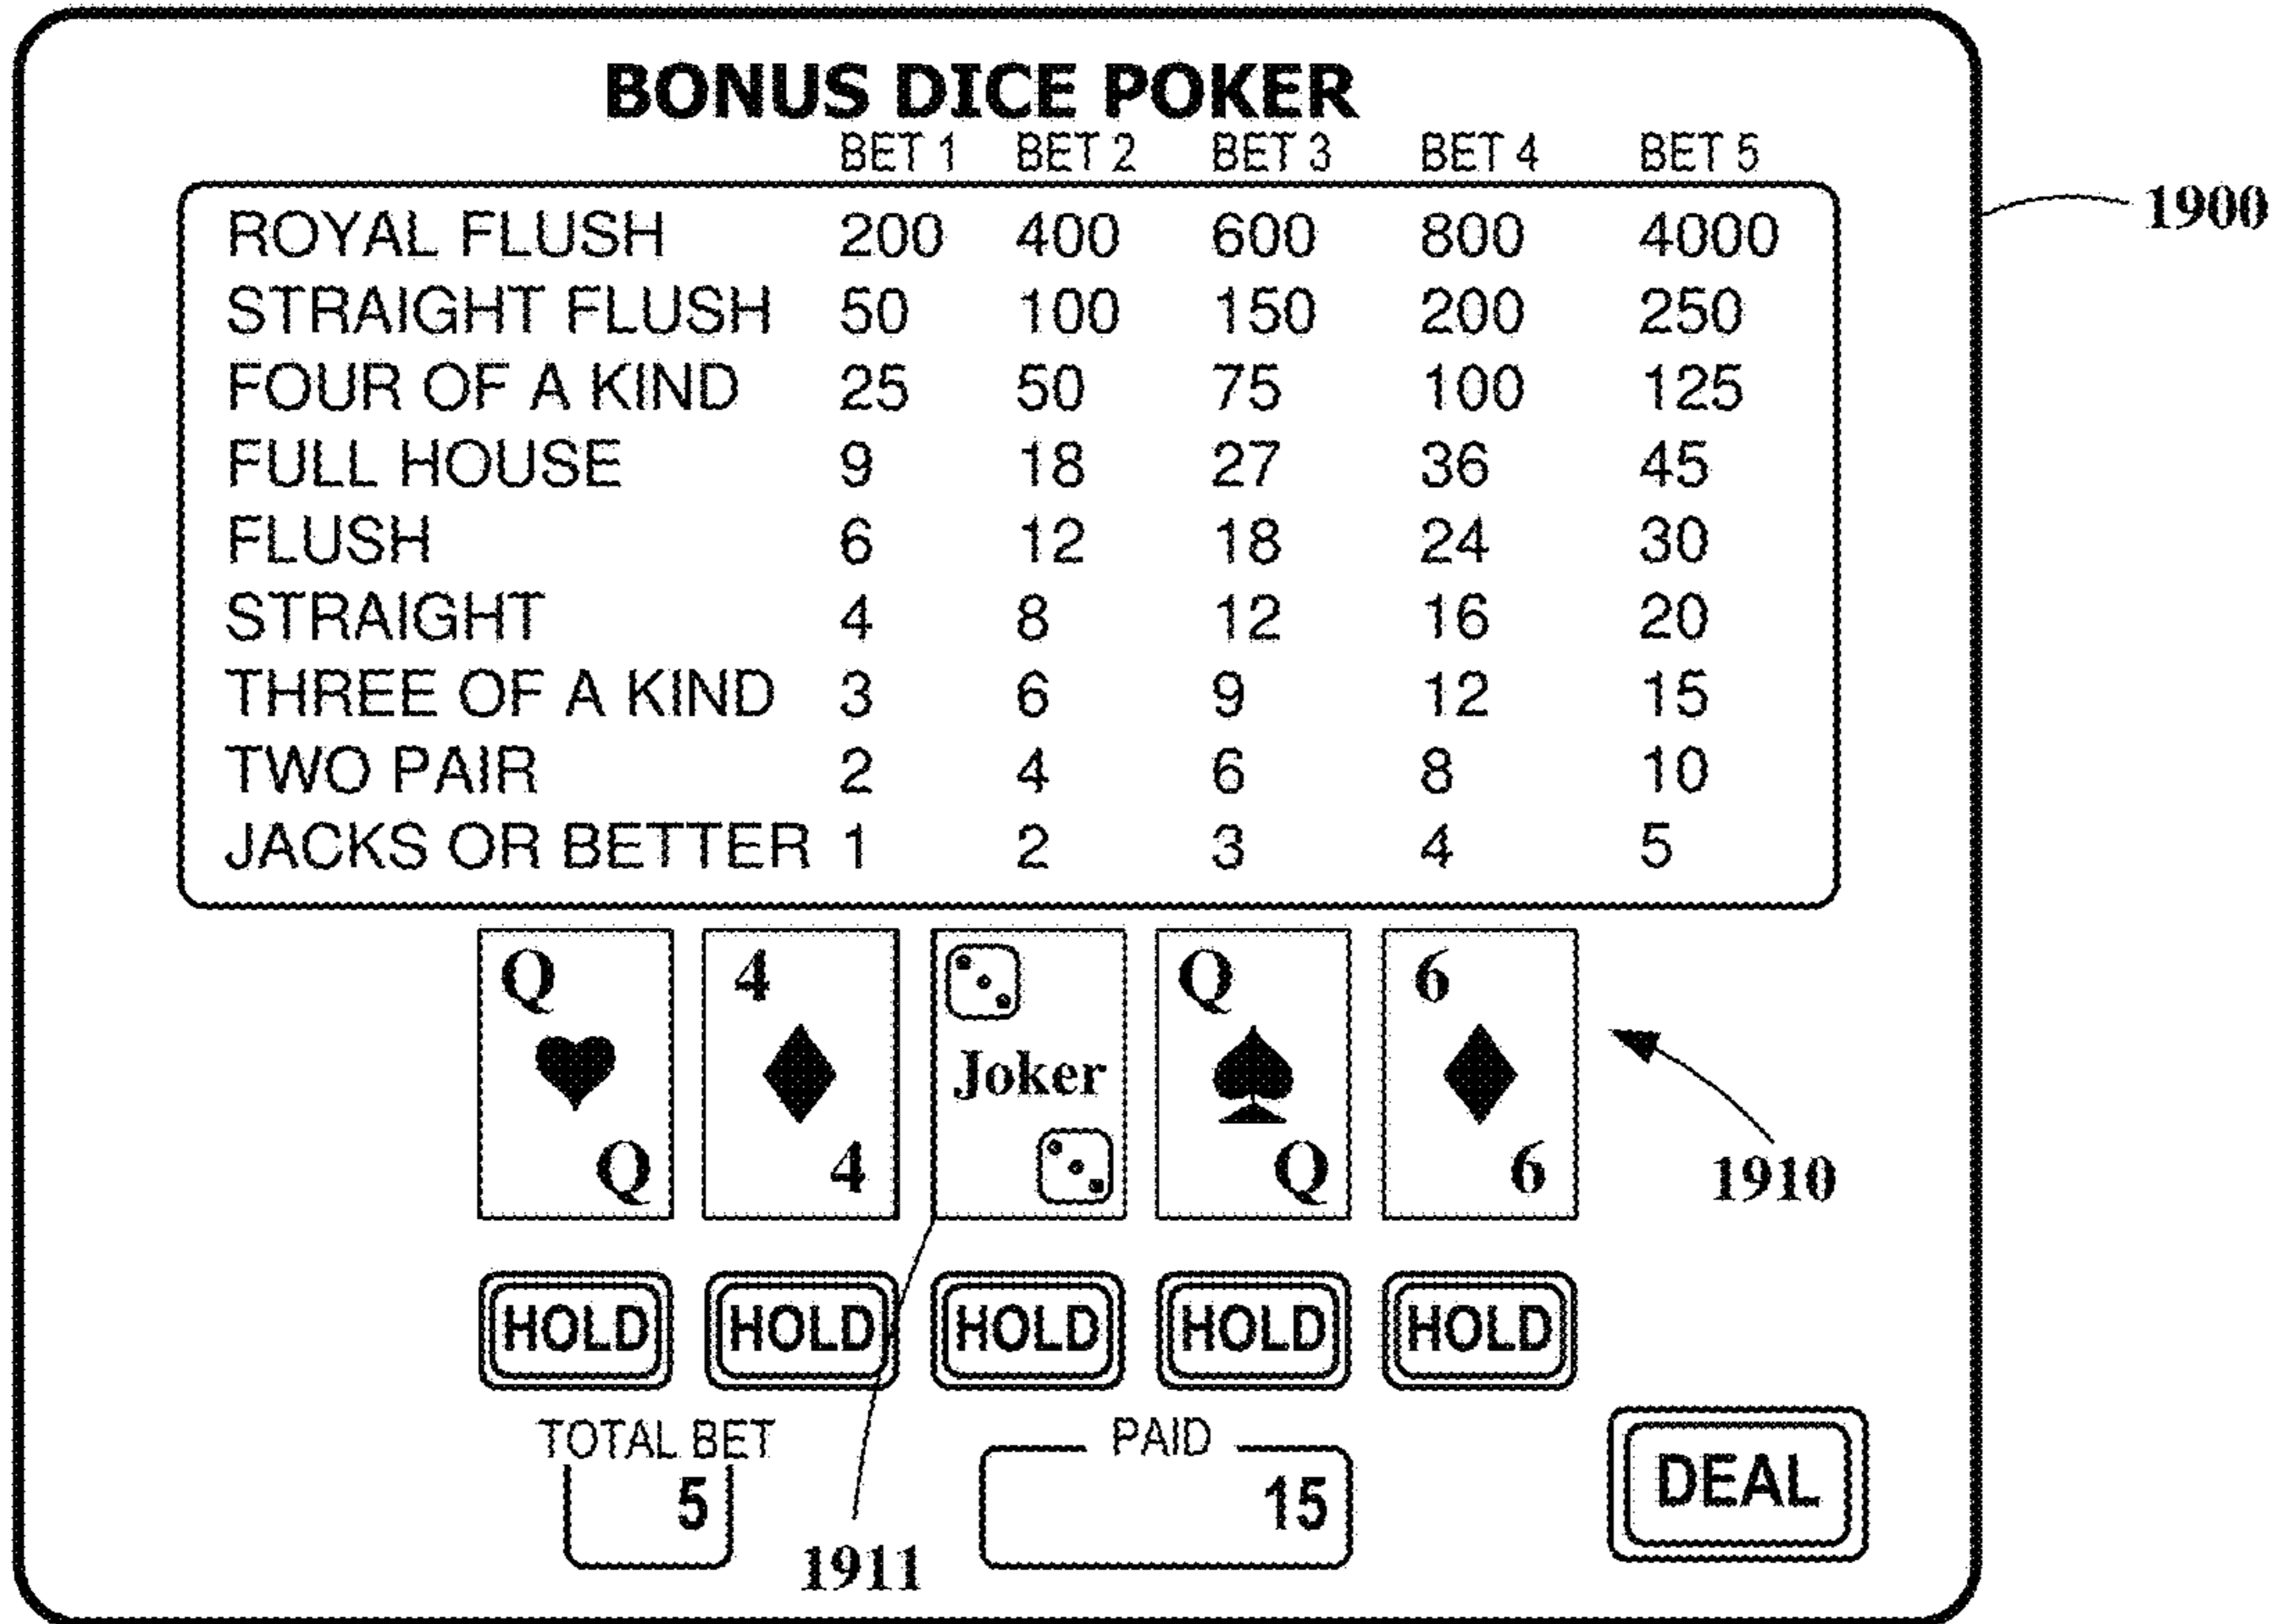 BONUS DICE POKER
BET 1 BET 2 BET 3 BET 4 BET 5
ROYAL FLUSH 200 400 600 800 4000
1900
STRAIGHT FLUSH 50 100 150 200 250
FOUR OF A KIND 25 50 75 100 125
FULL HOUSE 9 18 27 36 45
FLUSH 6 12 18 24 30
STRAIGHT 4 8 12 16 20
THREE OF A KIND 3 6 9 12 15
TWO PAIR 2 4 6 8 10
JACKS OR BETTER 1 2 3 4 5
Q 4 Q 6
Joker
Q 4 Q 6
1910
HOLD HOLD HOLD HOLD HOLD
TOTAL BET PAID
5 15 DEAL
1911